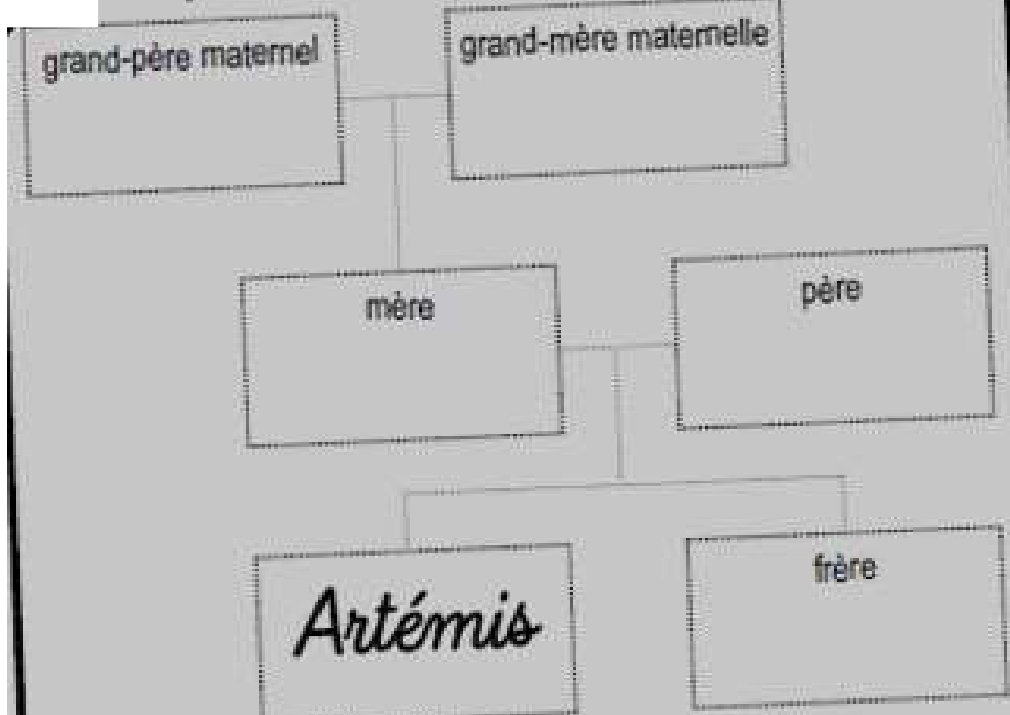 grand-père maternel
grand-mère maternelle
mère
père
Artémis
frère